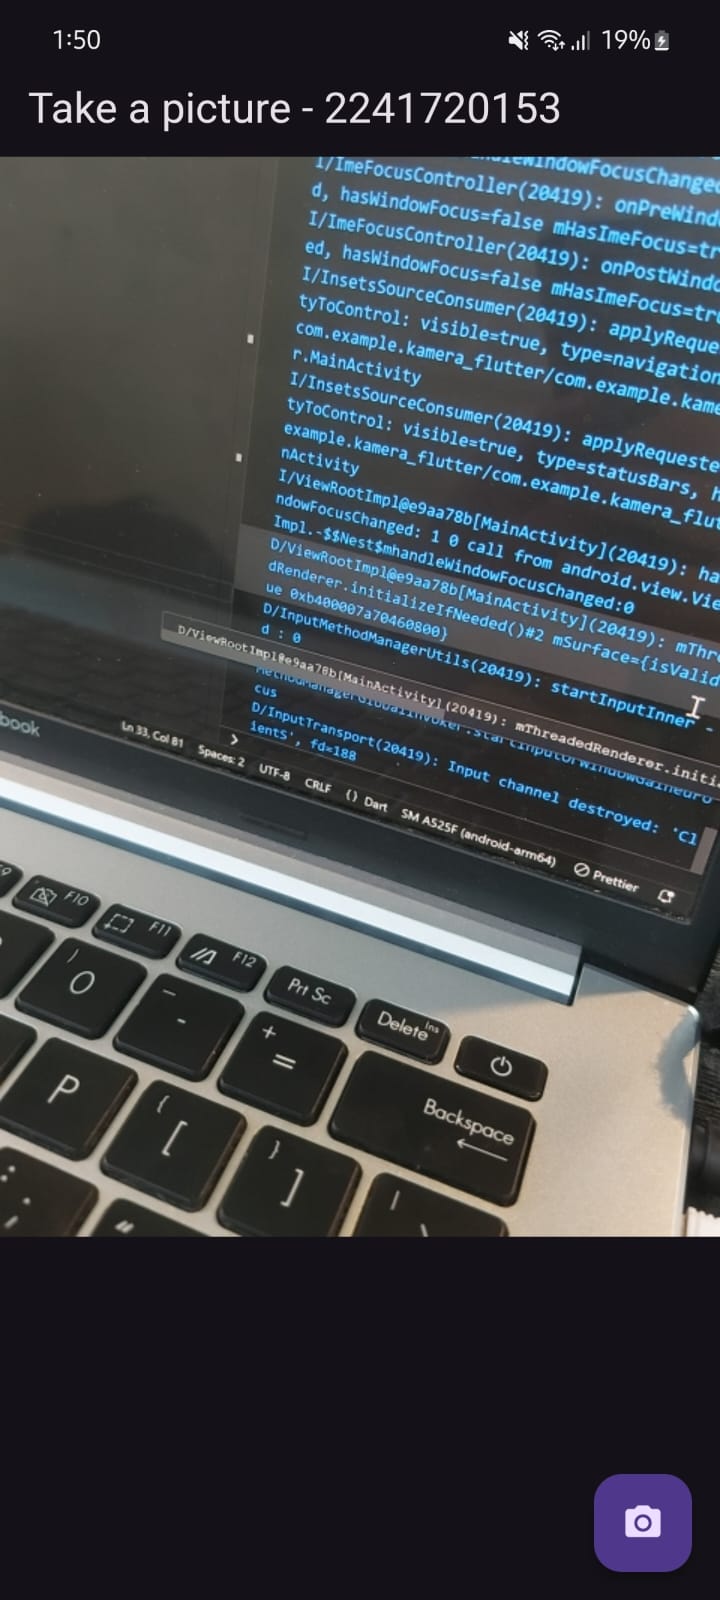 1:50
19%
Take a picture - 2241720153
I/ImeFocusController(20419): onPreWind
d, hasWindowFocus=false mHasImeFocus=tr
I/ImeFocusController(20419): onPostWindo
ed, hasWindowFocus=false mHasImeFocus=tru
I/InsetsSourceConsumer(20419): applyReque
tyToControl: visible=true, type=navigation
com.example.kamera_flutter/com.example.kame
r.MainActivity
I/InsetsSourceConsumer(20419): applyRequeste
tyToControl: visible=true, type=statusBars, h
example.kamera_flutter/com.example.kamera_flut
nActivity
I/ViewRootImpl@e9aa78b[MainActivity](20419): ha
ndowFocusChanged: 1 0 call from android.view.Vie
Impl.-$$Nest$mhandleWindowFocusChanged:0
D/ViewRootImpl@e9aa78b[MainActivity](20419): mThre
dRenderer.initializeIfNeeded()#2 mSurface={isValid
ue 0xb400007a70460800}
D/InputMethodManagerUtils(20419): startInputInner -
d : 0
D/ViewRootImpl@e9aa78b[MainActivity](20419): mThreadedRenderer.initi
cus
D/InputTransport(20419): Input channel destroyed: 'Cl
ients', fd=188
book
Ln 33, Col 81
Spaces: 2
UTF-8
CRLF
{} Dart
SM A525F (android-arm64)
Prettier
F9
F10
F11
F12
Prt Sc
Delete Ins
) 0
_ -
+ =
Backspace
P
{ [
} ]
| \
: ;
"